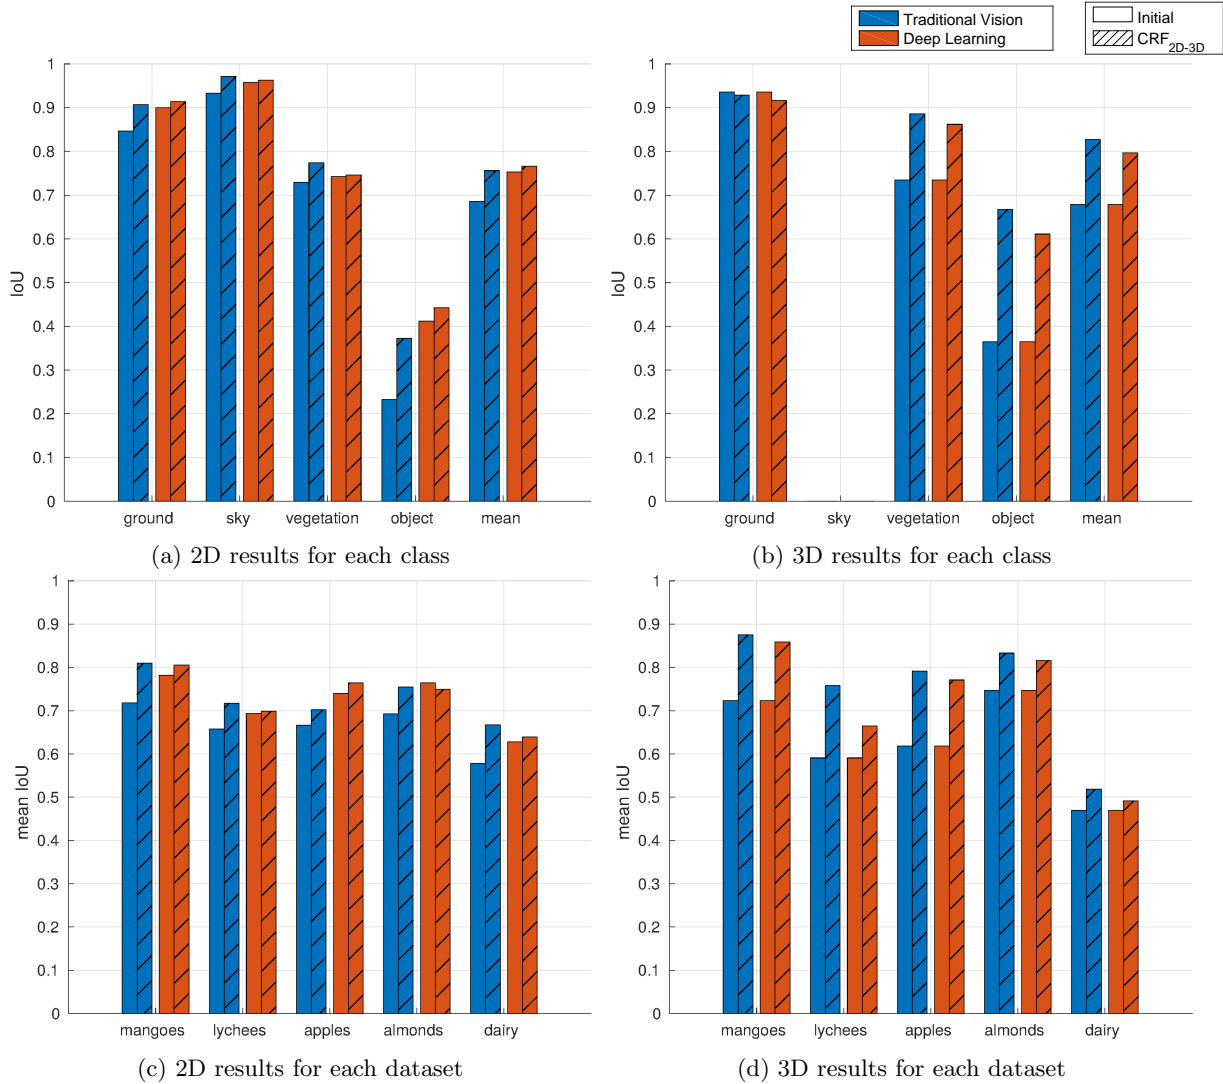 Traditional Vision
Deep Learning
Initial
CRF2D-3D
1
0.9
0.8
0.7
0.6
0.5
0.4
0.3
0.2
0.1
0
IoU
ground sky vegetation object mean
(a) 2D results for each class
1
0.9
0.8
0.7
0.6
0.5
0.4
0.3
0.2
0.1
0
IoU
ground sky vegetation object mean
(b) 3D results for each class
1
0.9
0.8
0.7
0.6
0.5
0.4
0.3
0.2
0.1
0
mean IoU
mangoes lychees apples almonds dairy
(c) 2D results for each dataset
1
0.9
0.8
0.7
0.6
0.5
0.4
0.3
0.2
0.1
0
mean IoU
mangoes lychees apples almonds dairy
(d) 3D results for each dataset